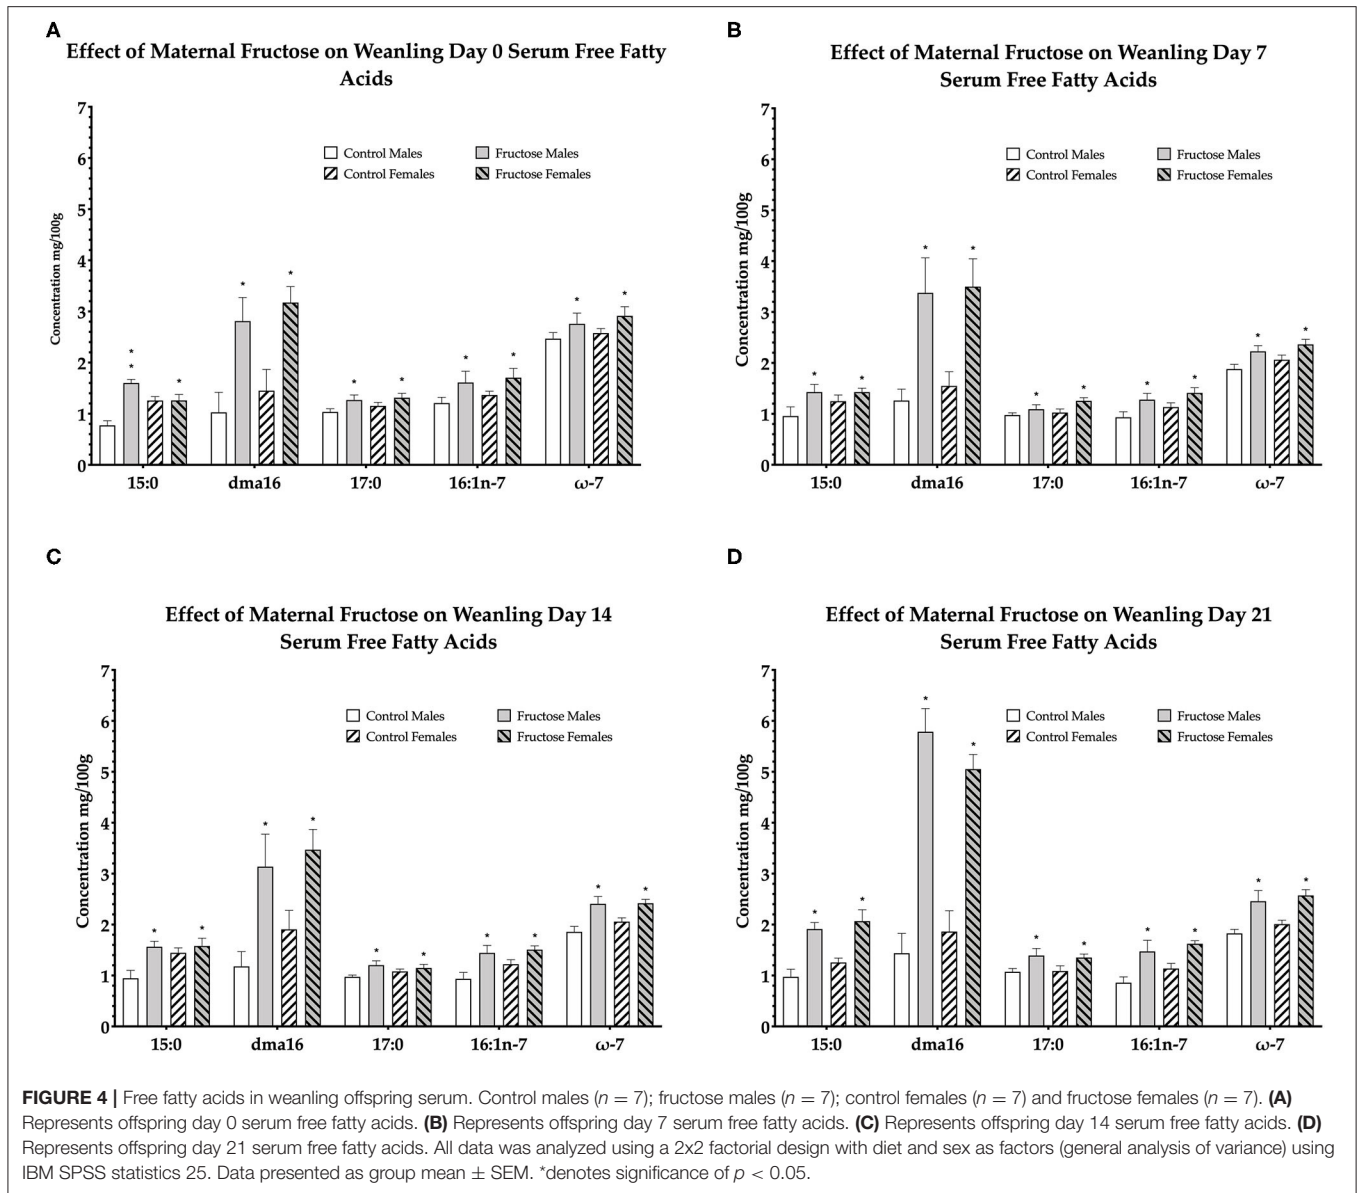 A
Effect of Maternal Fructose on Weanling Day 0 Serum Free Fatty
Acids
Concentration mg/100g
7
6
5
4
3
2
1
0
Control Males
Fructose Males
Control Females
Fructose Females
*
*
*
*
*
*
*
*
*
*
*
15:0
dma16
17:0
16:1n-7
ω-7
B
Effect of Maternal Fructose on Weanling Day 7
Serum Free Fatty Acids
Concentration mg/100g
7
6
5
4
3
2
1
0
Control Males
Fructose Males
Control Females
Fructose Females
*
*
*
*
*
*
*
*
*
*
15:0
dma16
17:0
16:1n-7
ω-7
C
Effect of Maternal Fructose on Weanling Day 14
Serum Free Fatty Acids
Concentration mg/100g
7
6
5
4
3
2
1
0
Control Males
Fructose Males
Control Females
Fructose Females
*
*
*
*
*
*
*
*
*
*
15:0
dma16
17:0
16:1n-7
ω-7
D
Effect of Maternal Fructose on Weanling Day 21
Serum Free Fatty Acids
Concentration mg/100g
7
6
5
4
3
2
1
0
Control Males
Fructose Males
Control Females
Fructose Females
*
*
*
*
*
*
*
*
*
*
15:0
dma16
17:0
16:1n-7
ω-7
FIGURE 4 | Free fatty acids in weanling offspring serum. Control males (n = 7); fructose males (n = 7); control females (n = 7) and fructose females (n = 7). (A)
Represents offspring day 0 serum free fatty acids. (B) Represents offspring day 7 serum free fatty acids. (C) Represents offspring day 14 serum free fatty acids. (D)
Represents offspring day 21 serum free fatty acids. All data was analyzed using a 2x2 factorial design with diet and sex as factors (general analysis of variance) using
IBM SPSS statistics 25. Data presented as group mean ± SEM. *denotes significance of p < 0.05.